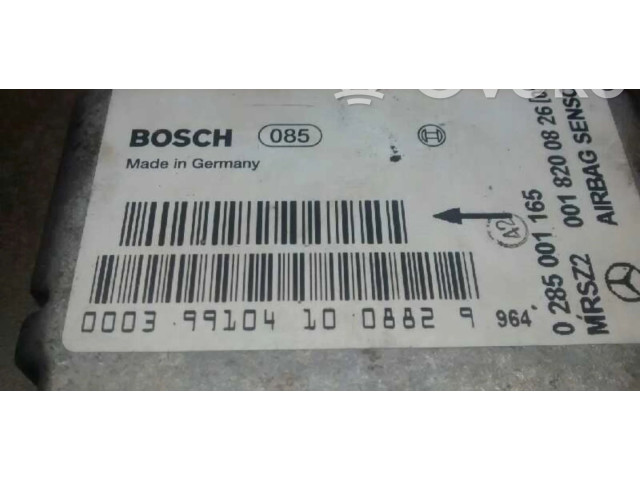 BOSCH 085
Made in Germany
0003 99104 10 0882 9 964
42
0 285 001 165
MRSZ2 001 820 08 26
AIRBAG